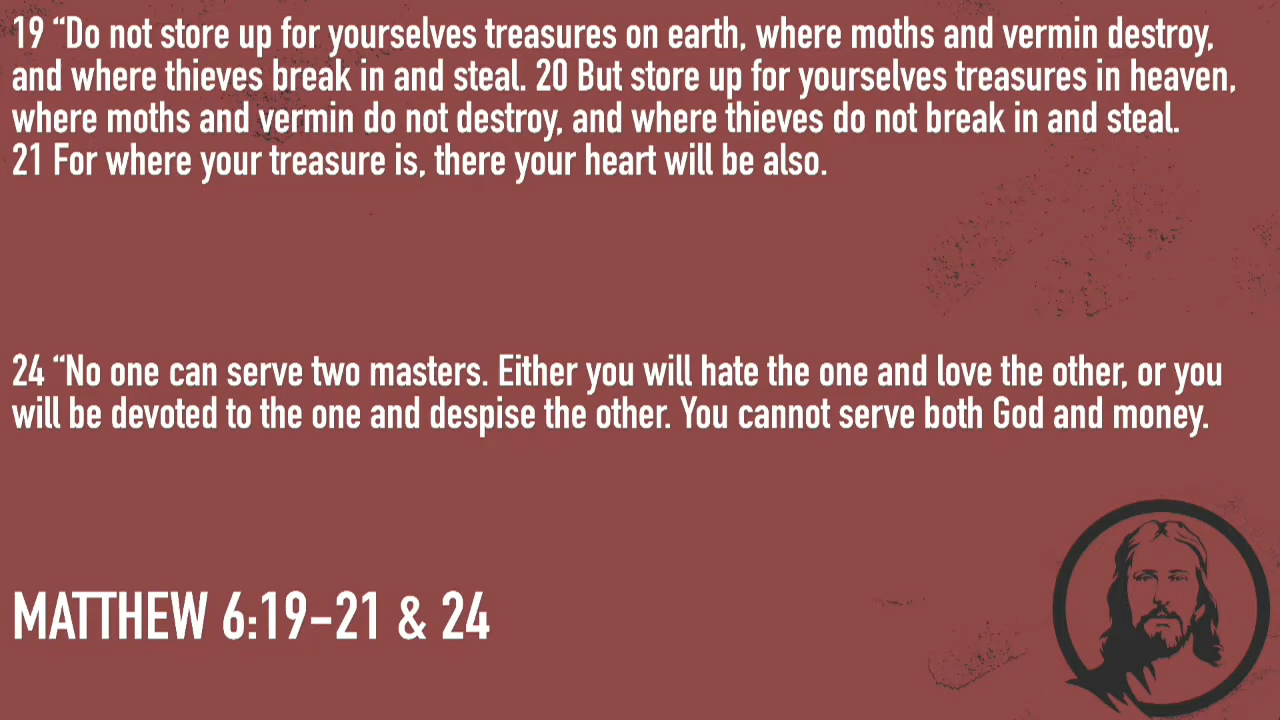 19 “Do not store up for yourselves treasures on earth, where moths and vermin destroy,
and where thieves break in and steal. 20 But store up for yourselves treasures in heaven,
where moths and vermin do not destroy, and where thieves do not break in and steal.
21 For where your treasure is, there your heart will be also.
24 “No one can serve two masters. Either you will hate the one and love the other, or you
will be devoted to the one and despise the other. You cannot serve both God and money.
MATTHEW 6:19–21 & 24